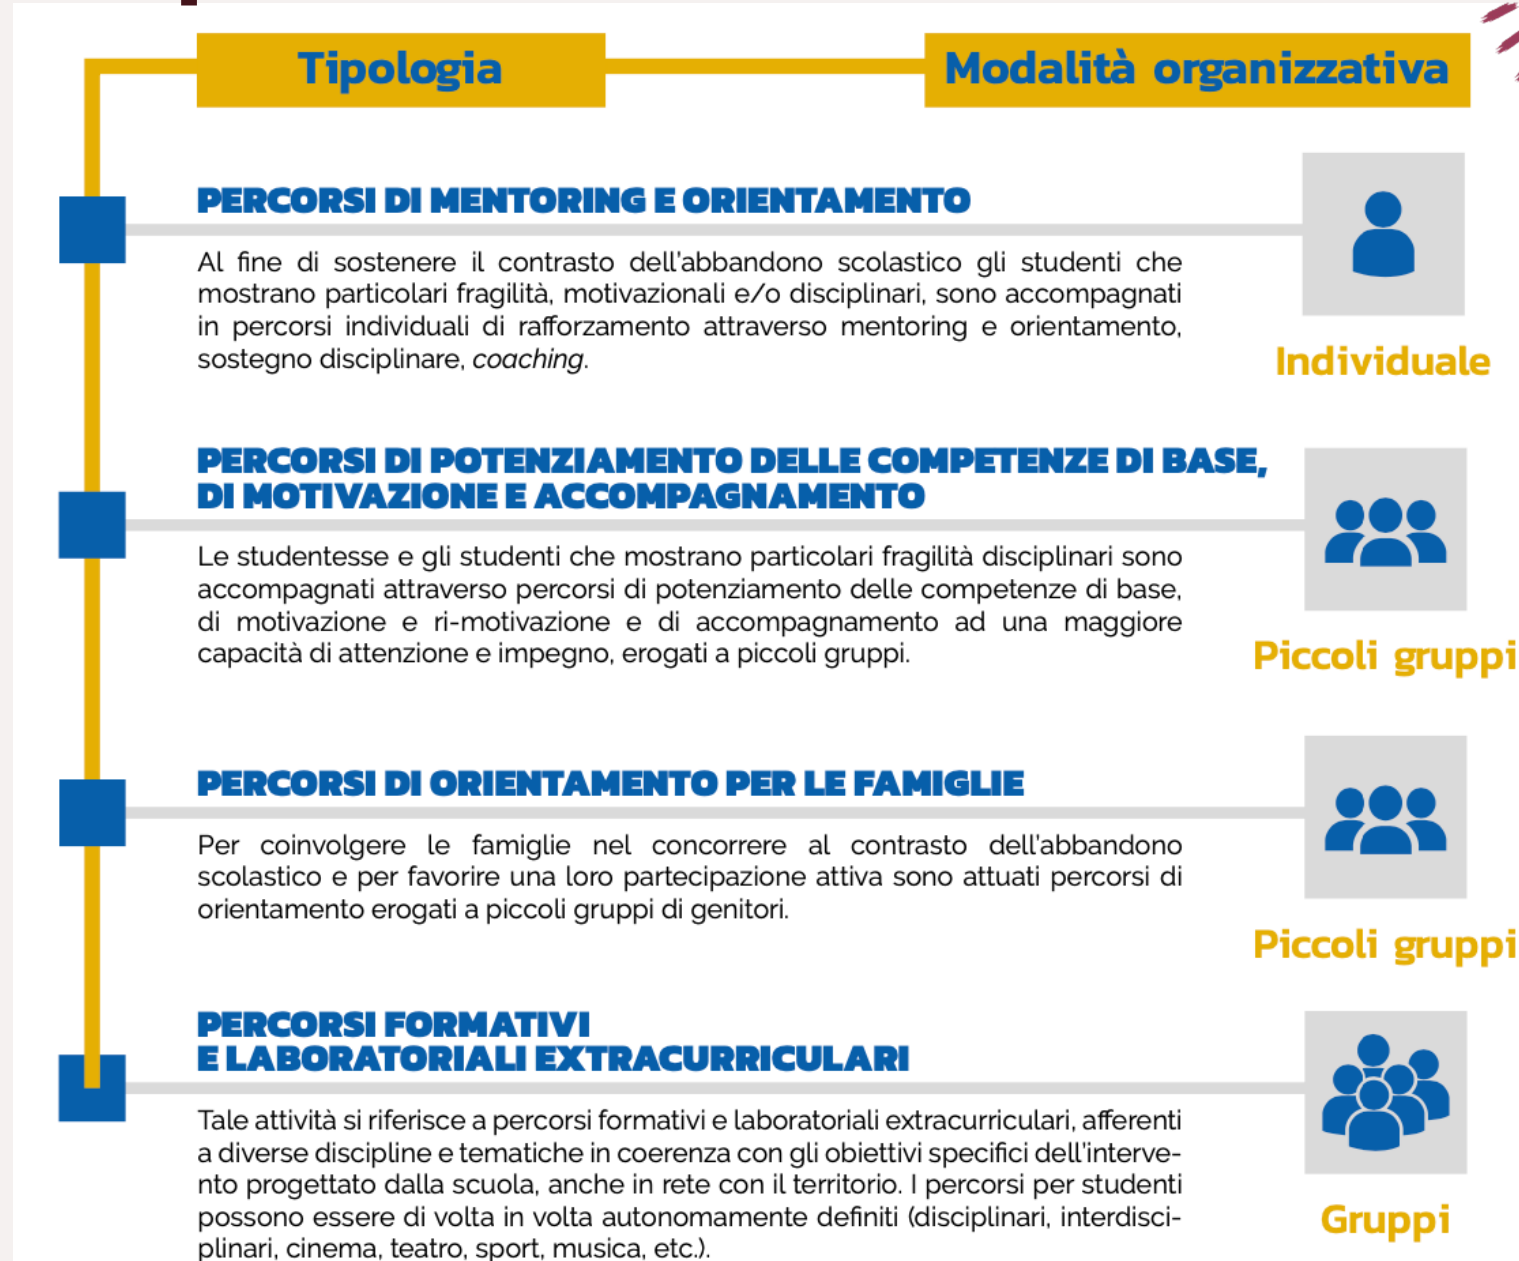 Tipologia
Modalità organizzativa
PERCORSI DI MENTORING E ORIENTAMENTO
Al fine di sostenere il contrasto dell'abbandono scolastico gli studenti che
mostrano particolari fragilità, motivazionali e/o disciplinari, sono accompagnati
in percorsi individuali di rafforzamento attraverso mentoring e orientamento,
sostegno disciplinare, coaching.
Individuale
PERCORSI DI POTENZIAMENTO DELLE COMPETENZE DI BASE,
DI MOTIVAZIONE E ACCOMPAGNAMENTO
Le studentesse e gli studenti che mostrano particolari fragilità disciplinari sono
accompagnati attraverso percorsi di potenziamento delle competenze di base,
di motivazione e ri-motivazione e di accompagnamento ad una maggiore
capacità di attenzione e impegno, erogati a piccoli gruppi.
Piccoli gruppi
PERCORSI DI ORIENTAMENTO PER LE FAMIGLIE
Per coinvolgere le famiglie nel concorrere al contrasto dell'abbandono
scolastico e per favorire una loro partecipazione attiva sono attuati percorsi di
orientamento erogati a piccoli gruppi di genitori.
Piccoli gruppi
PERCORSI FORMATIVI
E LABORATORIALI EXTRACURRICULARI
Tale attività si riferisce a percorsi formativi e laboratoriali extracurriculari, afferenti
a diverse discipline e tematiche in coerenza con gli obiettivi specifici dell'interve-
nto progettato dalla scuola, anche in rete con il territorio. I percorsi per studenti
possono essere di volta in volta autonomamente definiti (disciplinari, interdisci-
plinari, cinema, teatro, sport, musica, etc.).
Gruppi